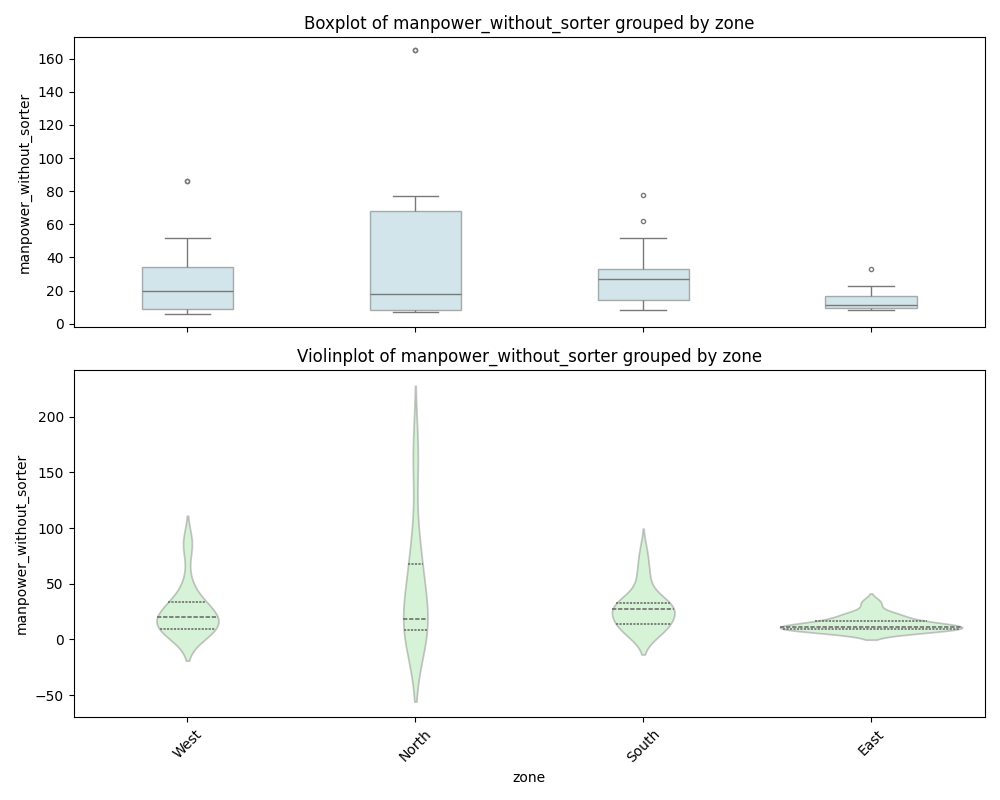 Boxplot of manpower_without_sorter grouped by zone
manpower_without_sorter
160
140
120
100
80
60
40
20
0
Violinplot of manpower_without_sorter grouped by zone
manpower_without_sorter
200
150
100
50
0
−50
West
North
South
East
zone